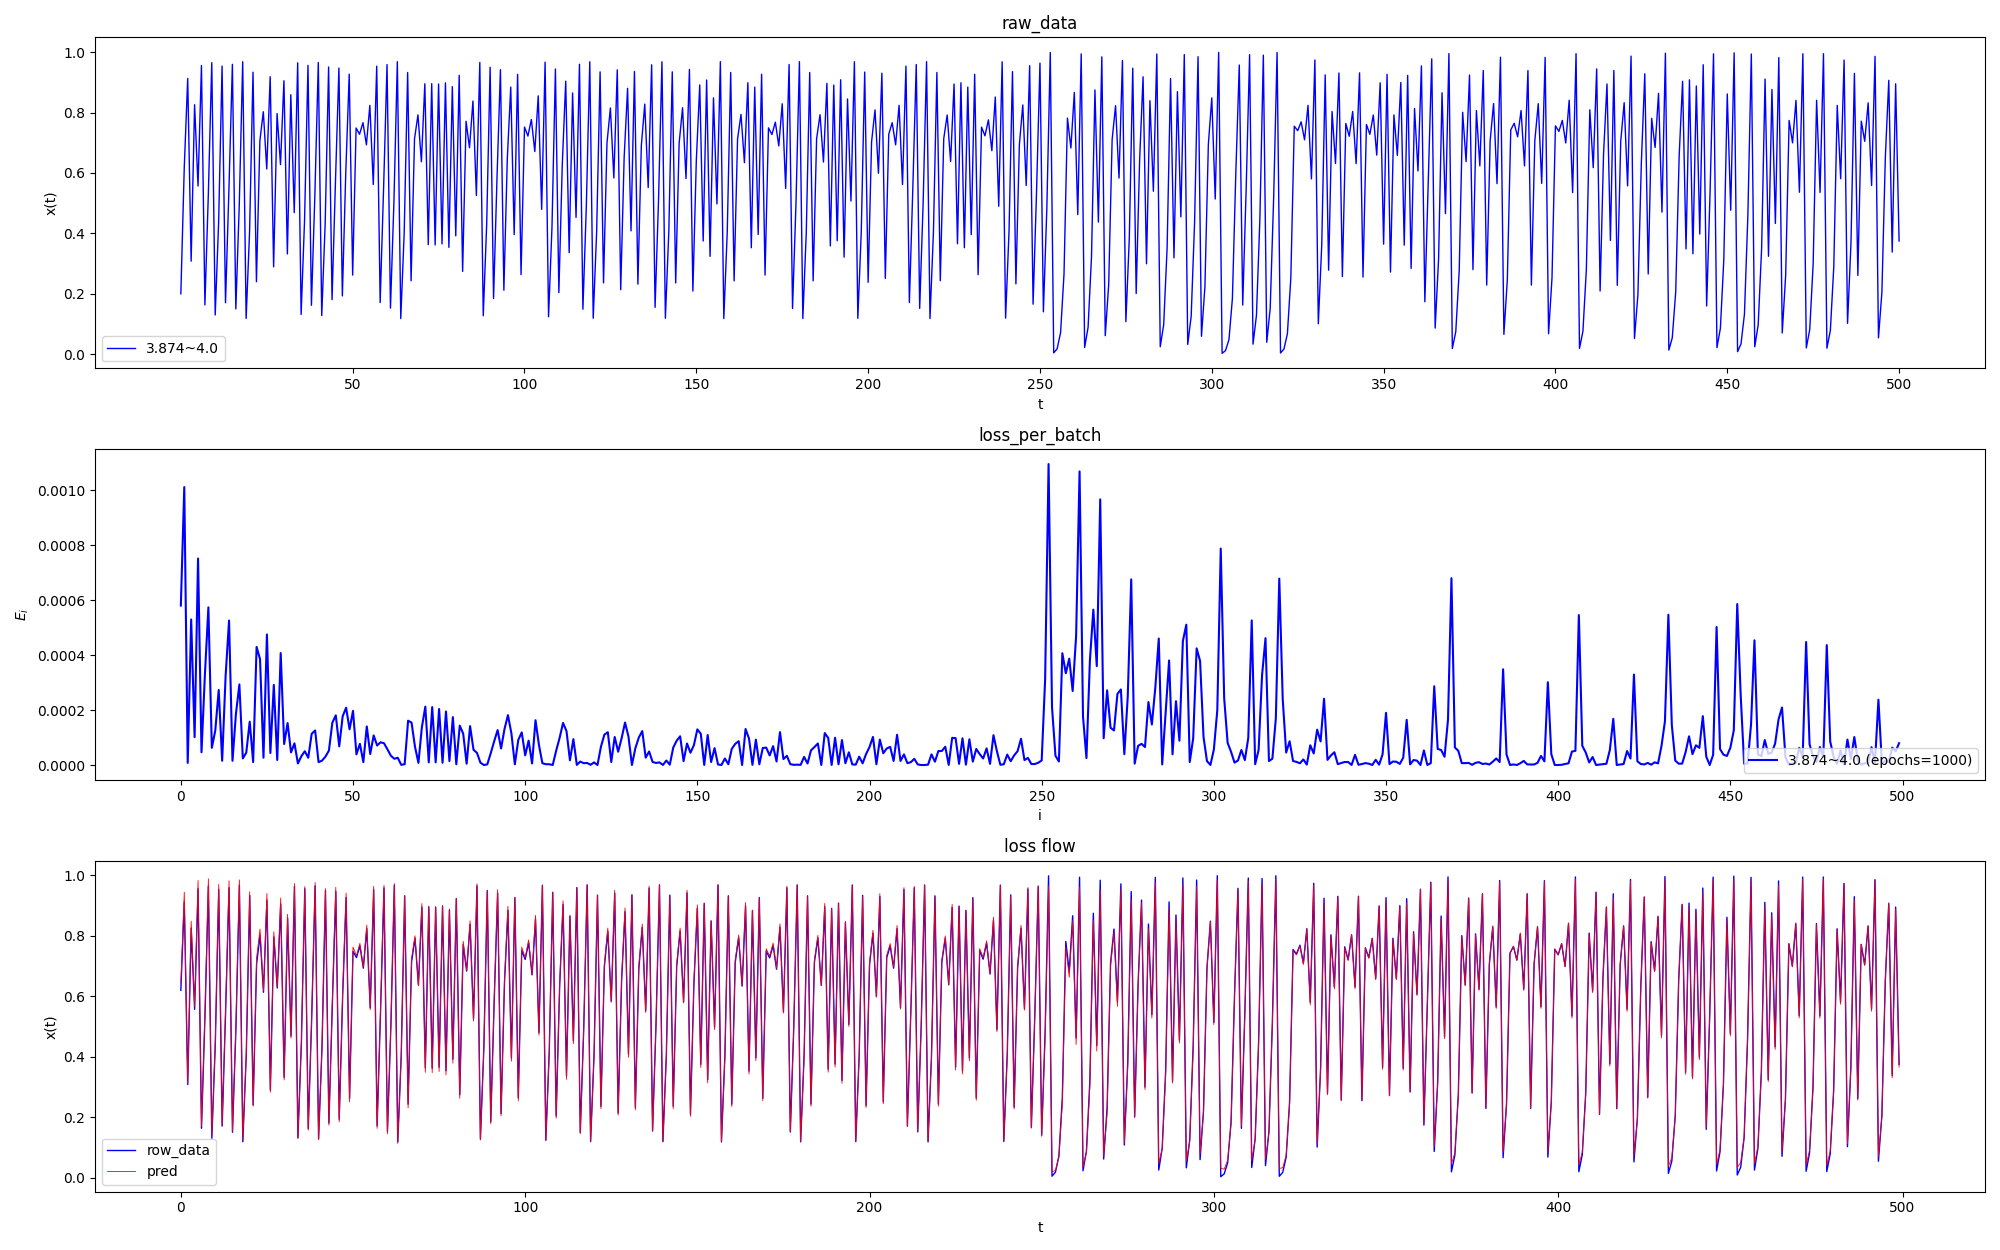 raw_data
1.0
0.8
0.6
0.4
0.2
0.0
x(t)
3.874~4.0
50 100 150 200 250 300 350 400 450 500
t
loss_per_batch
0.0010
0.0008
0.0006
0.0004
0.0002
0.0000
E_i
3.874~4.0 (epochs=1000)
0 50 100 150 200 250 300 350 400 450 500
i
loss flow
1.0
0.8
0.6
0.4
0.2
0.0
x(t)
row_data
pred
0 100 200 300 400 500
t